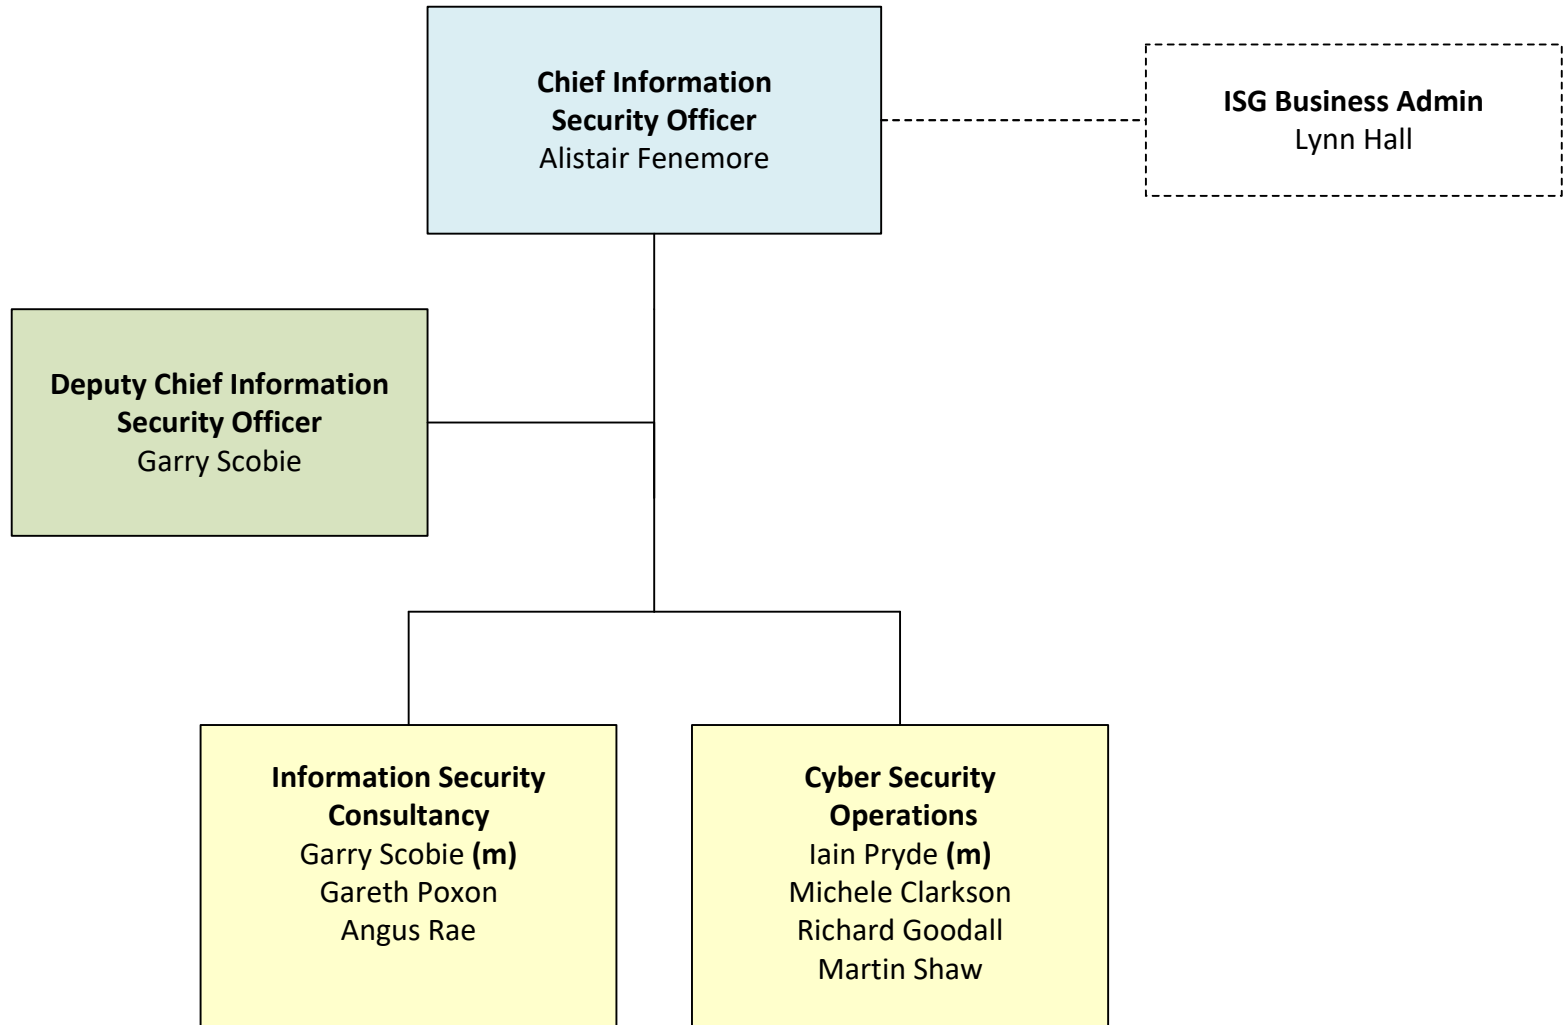 Chief Information
Security Officer
Alistair Fenemore
ISG Business Admin
Lynn Hall
Deputy Chief Information
Security Officer
Garry Scobie
Information Security
Consultancy
Garry Scobie (m)
Gareth Poxon
Angus Rae
Cyber Security
Operations
Iain Pryde (m)
Michele Clarkson
Richard Goodall
Martin Shaw